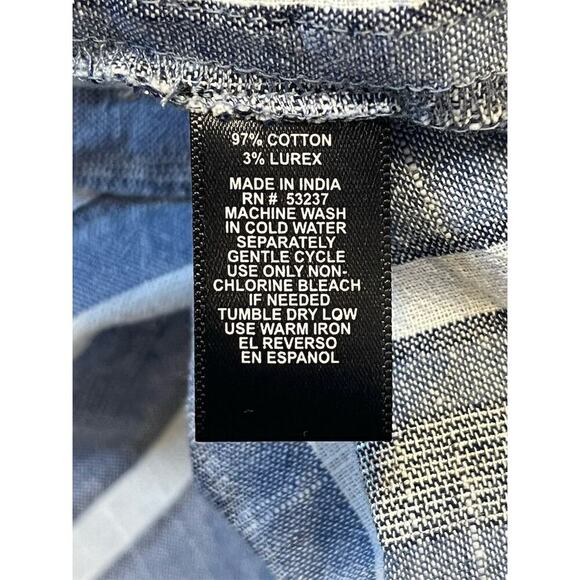 97% COTTON
3% LUREX
MADE IN INDIA
RN # 53237
MACHINE WASH
IN COLD WATER
SEPARATELY
GENTLE CYCLE
USE ONLY NON-
CHLORINE BLEACH
IF NEEDED
TUMBLE DRY LOW
USE WARM IRON
EL REVERSO
EN ESPANOL